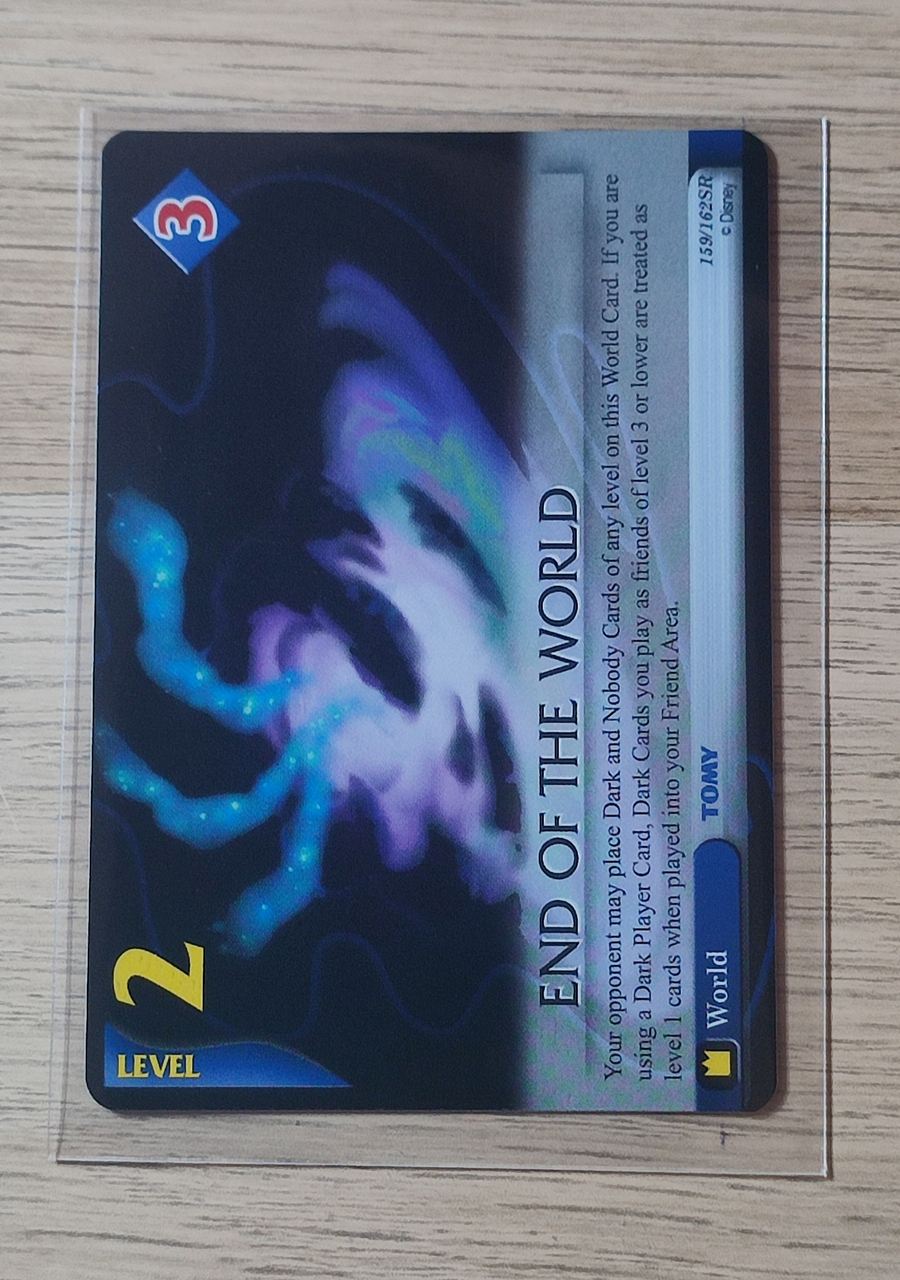 LEVEL
2
3
END OF THE WORLD
Your opponent may place Dark and Nobody Cards of any level on this World Card. If you are
using a Dark Player Card, Dark Cards you play as friends of level 3 or lower are treated as
level 1 cards when played into your Friend Area.
World
TOMY
159/162SR
© Disney